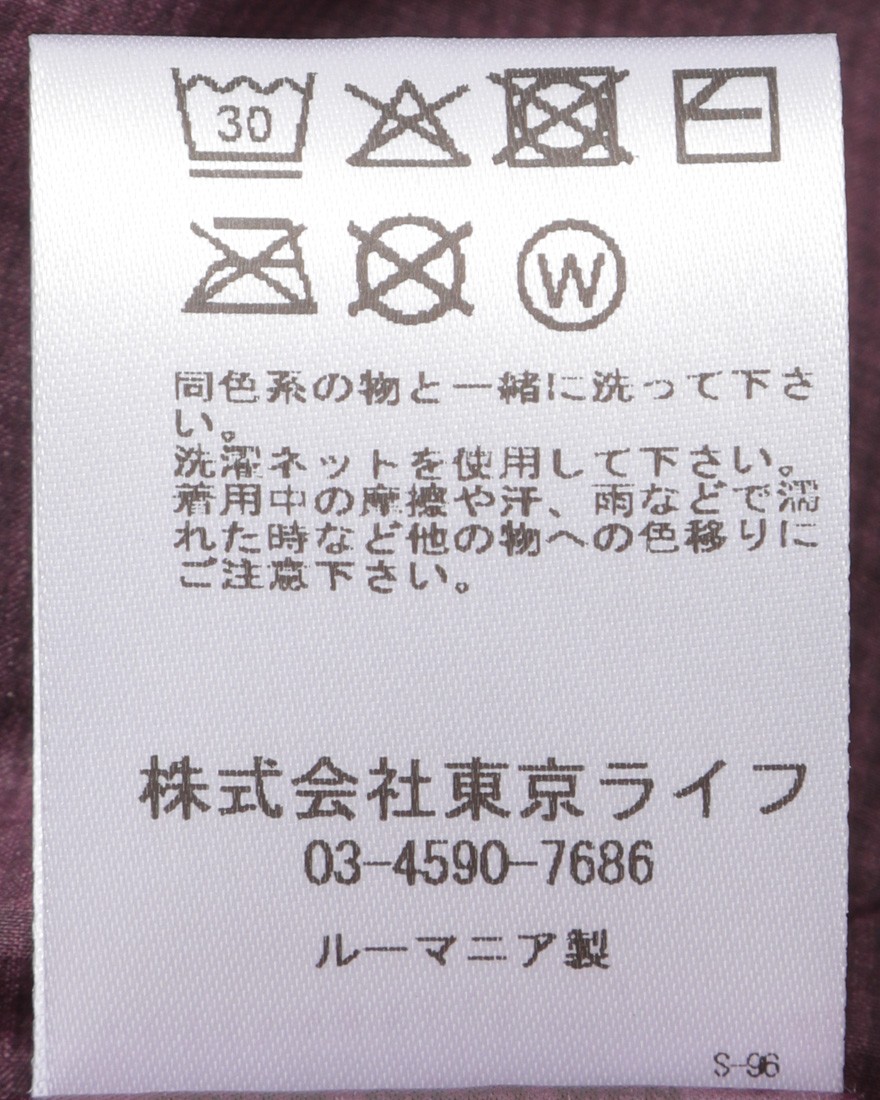 30
W
同色系の物と一緒に洗って下さ
い。
洗濯ネットを使用して下さい。
着用中の摩擦や汗、雨などで濡
れた時など他の物への色移りに
ご注意下さい。
株式会社東京ライフ
03-4590-7686
ルーマニア製
S-96